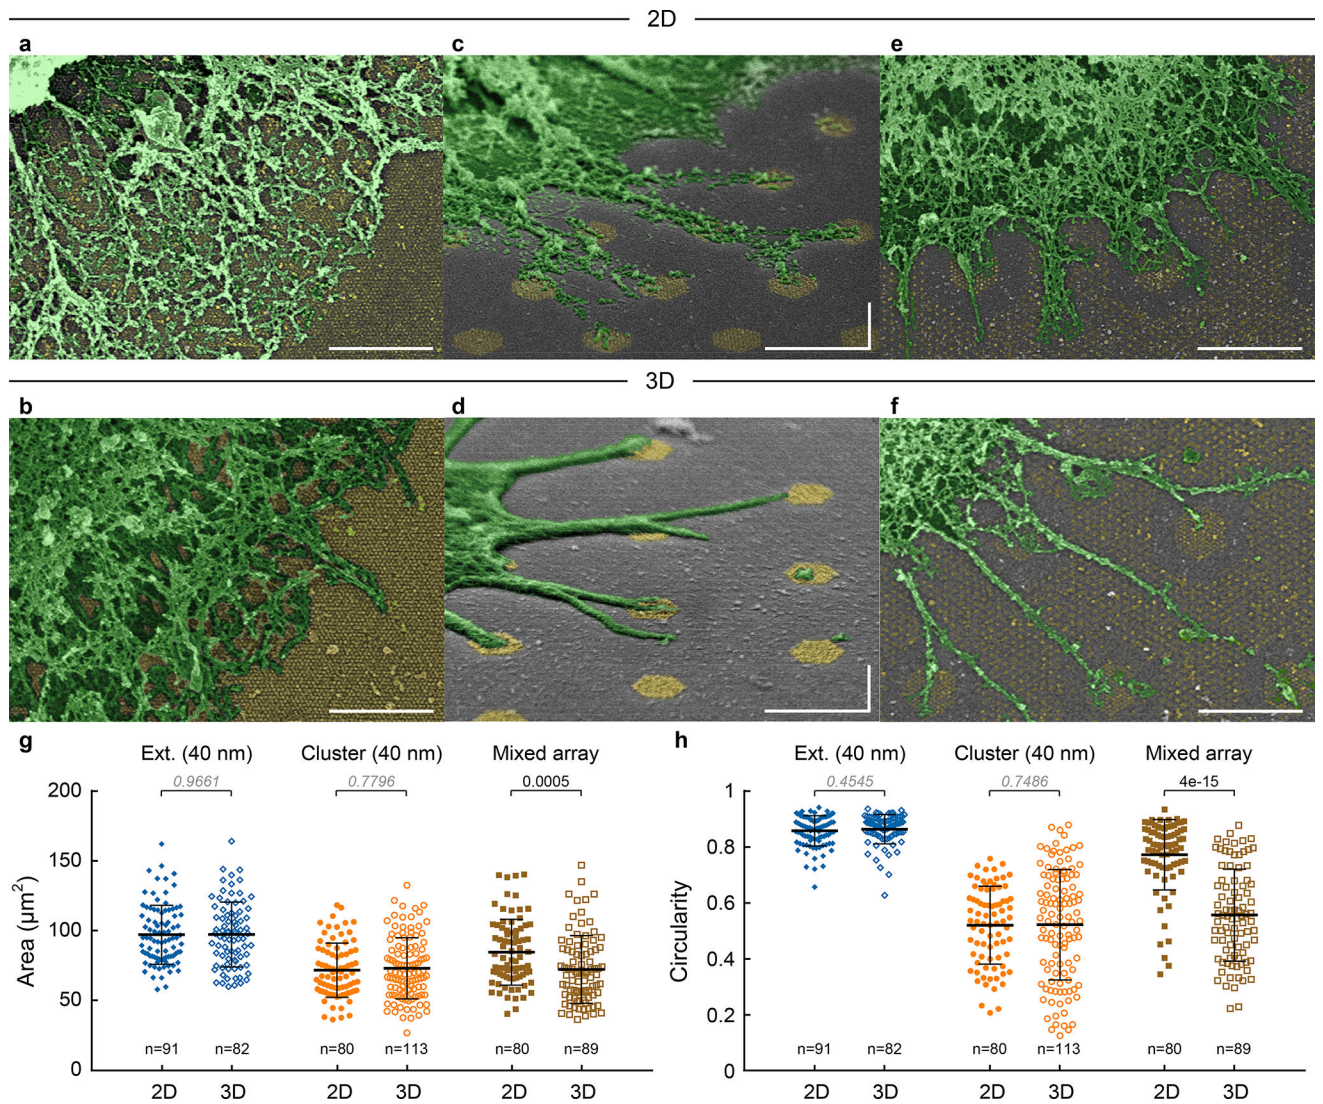 2D
a
c
e
3D
b
d
f
g
Ext. (40 nm)
Cluster (40 nm)
Mixed array
0.9661
0.7796
0.0005
200
150
100
50
0
Area (µm²)
n=91
n=82
n=80
n=113
n=80
n=89
2D
3D
2D
3D
2D
3D
h
Ext. (40 nm)
Cluster (40 nm)
Mixed array
0.4545
0.7486
4e-15
1
0.8
0.6
0.4
0.2
0
Circularity
n=91
n=82
n=80
n=113
n=80
n=89
2D
3D
2D
3D
2D
3D